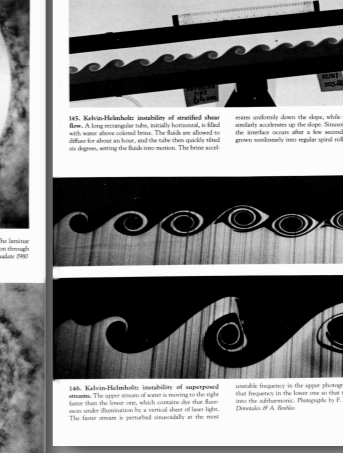 145. Kelvin-Helmholtz instability of stratified shear
flow. A long rectangular tube, initially horizontal, is filled
with water above colored brine. The fluids are allowed to
diffuse for about an hour, and the tube then quickly tilted
six degrees, setting the fluids into motion. The brine accel-
erates uniformly down the slope, while
similarly accelerates up the slope. Sinuso
the interface occurs after a few second
grown nonlinearly into regular spiral roll
he laminar
on through
1980
146. Kelvin-Helmholtz instability of superposed
streams. The upper stream of water is moving to the right
faster than the lower one, which contains dye that fluor-
esces under illumination by a vertical sheet of laser light.
The faster stream is perturbed sinusoidally at the most
unstable frequency in the upper photogr
that frequency in the lower one so that t
into the subharmonic. Photographs by F.
Dimotakis & A. Roshko